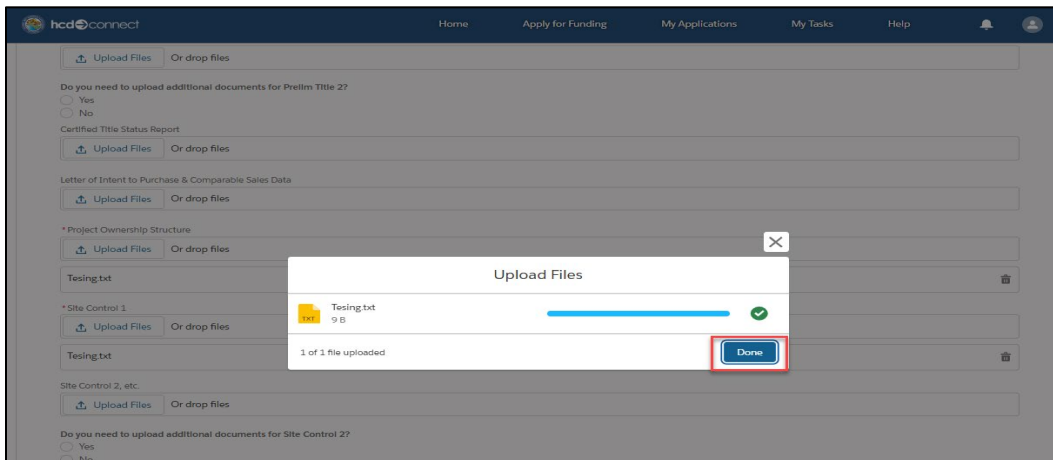 hcd connect Home Apply for Funding My Applications My Tasks Help
Upload Files Or drop files
Do you need to upload additional documents for Prelim Title 2?
Yes
No
Certified Title Status Report
Upload Files Or drop files
Letter of Intent to Purchase & Comparable Sales Data
Upload Files Or drop files
*Project Ownership Structure
Upload Files Or drop files
Tesing.txt
*Site Control 1
Upload Files Or drop files
Tesing.txt
Site Control 2, etc.
Upload Files Or drop files
Do you need to upload additional documents for Site Control 2?
Yes
No
Upload Files
TXT
Tesing.txt
9 B
1 of 1 file uploaded
Done